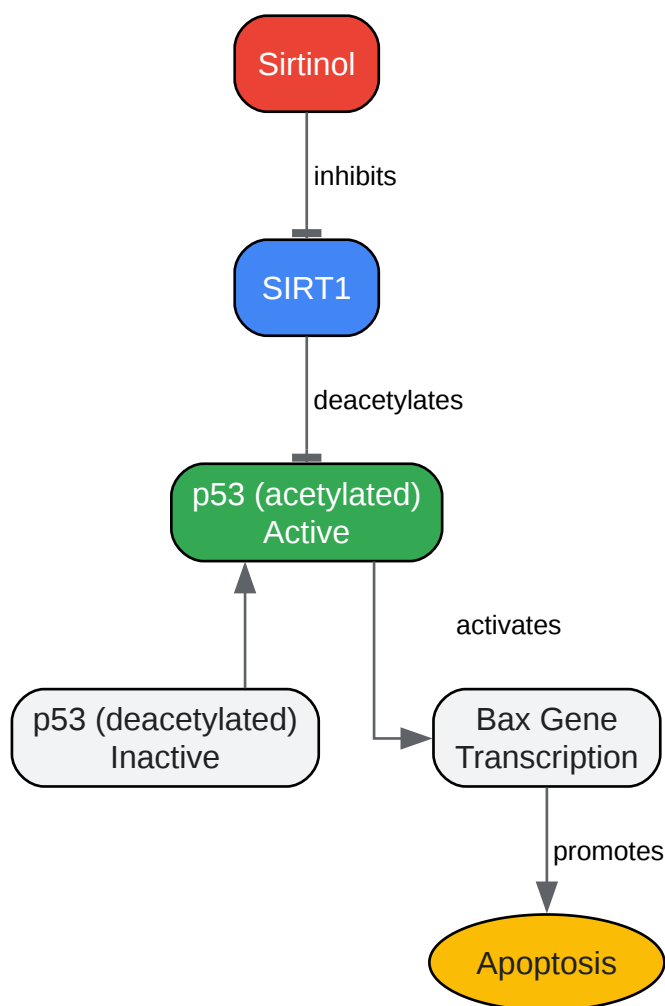 Sirtinol
inhibits
SIRT1
deacetylates
p53 (acetylated)
Active
activates
p53 (deacetylated)
Inactive
Bax Gene
Transcription
promotes
Apoptosis